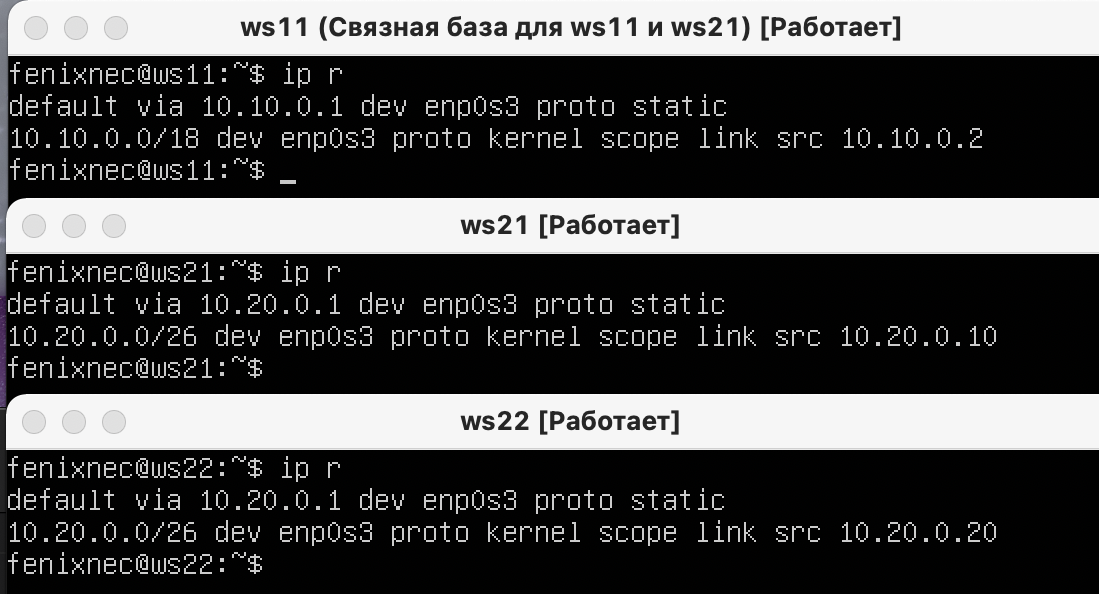 ws11 (Связная база для ws11 и ws21) [Работает]
fenixnec@ws11:~$ ip r
default via 10.10.0.1 dev enp0s3 proto static
10.10.0.0/18 dev enp0s3 proto kernel scope link src 10.10.0.2
fenixnec@ws11:~$ _
ws21 [Работает]
fenixnec@ws21:~$ ip r
default via 10.20.0.1 dev enp0s3 proto static
10.20.0.0/26 dev enp0s3 proto kernel scope link src 10.20.0.10
fenixnec@ws21:~$
ws22 [Работает]
fenixnec@ws22:~$ ip r
default via 10.20.0.1 dev enp0s3 proto static
10.20.0.0/26 dev enp0s3 proto kernel scope link src 10.20.0.20
fenixnec@ws22:~$